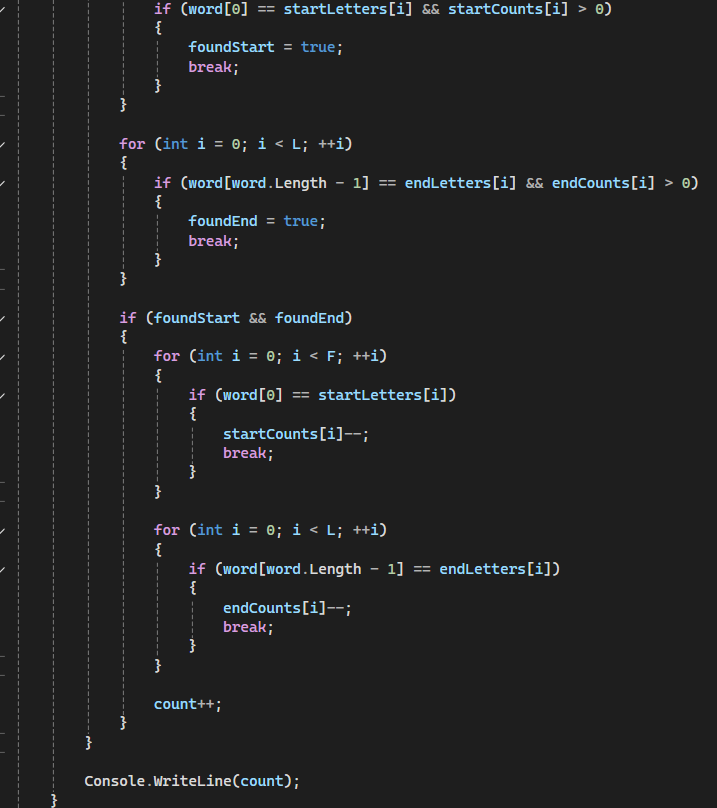 if (word[0] == startLetters[i] && startCounts[i] > 0)
{
foundStart = true;
break;
}
}
for (int i = 0; i < L; ++i)
{
if (word[word.Length - 1] == endLetters[i] && endCounts[i] > 0)
{
foundEnd = true;
break;
}
}
if (foundStart && foundEnd)
{
for (int i = 0; i < F; ++i)
{
if (word[0] == startLetters[i])
{
startCounts[i]--;
break;
}
}
for (int i = 0; i < L; ++i)
{
if (word[word.Length - 1] == endLetters[i])
{
endCounts[i]--;
break;
}
}
count++;
}
}
Console.WriteLine(count);
}